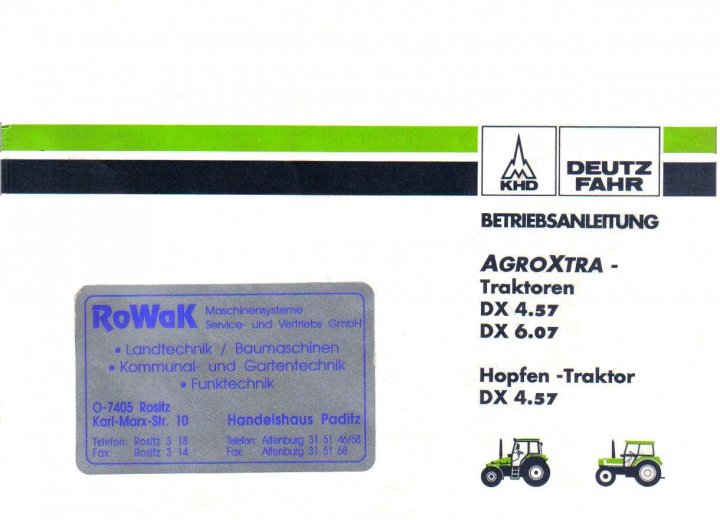 KHD
DEUTZ
FAHR
BETRIEBSANLEITUNG
AGROXTRA -
Traktoren
DX 4.57
DX 6.07
Hopfen -Traktor
DX 4.57
RoWaK Maschinensysteme
Service- und Vertriebs GmbH
• Landtechnik / Baumaschinen
• Kommunal- und Gartentechnik
• Funktechnik
O-7405 Rositz
Karl-Marx-Str. 10 Handelshaus Paditz
Telefon: Rositz 3 18 Telefon: Altenburg 31 51 46/68
Fax: Rositz 3 14 Fax: Altenburg 31 51 68